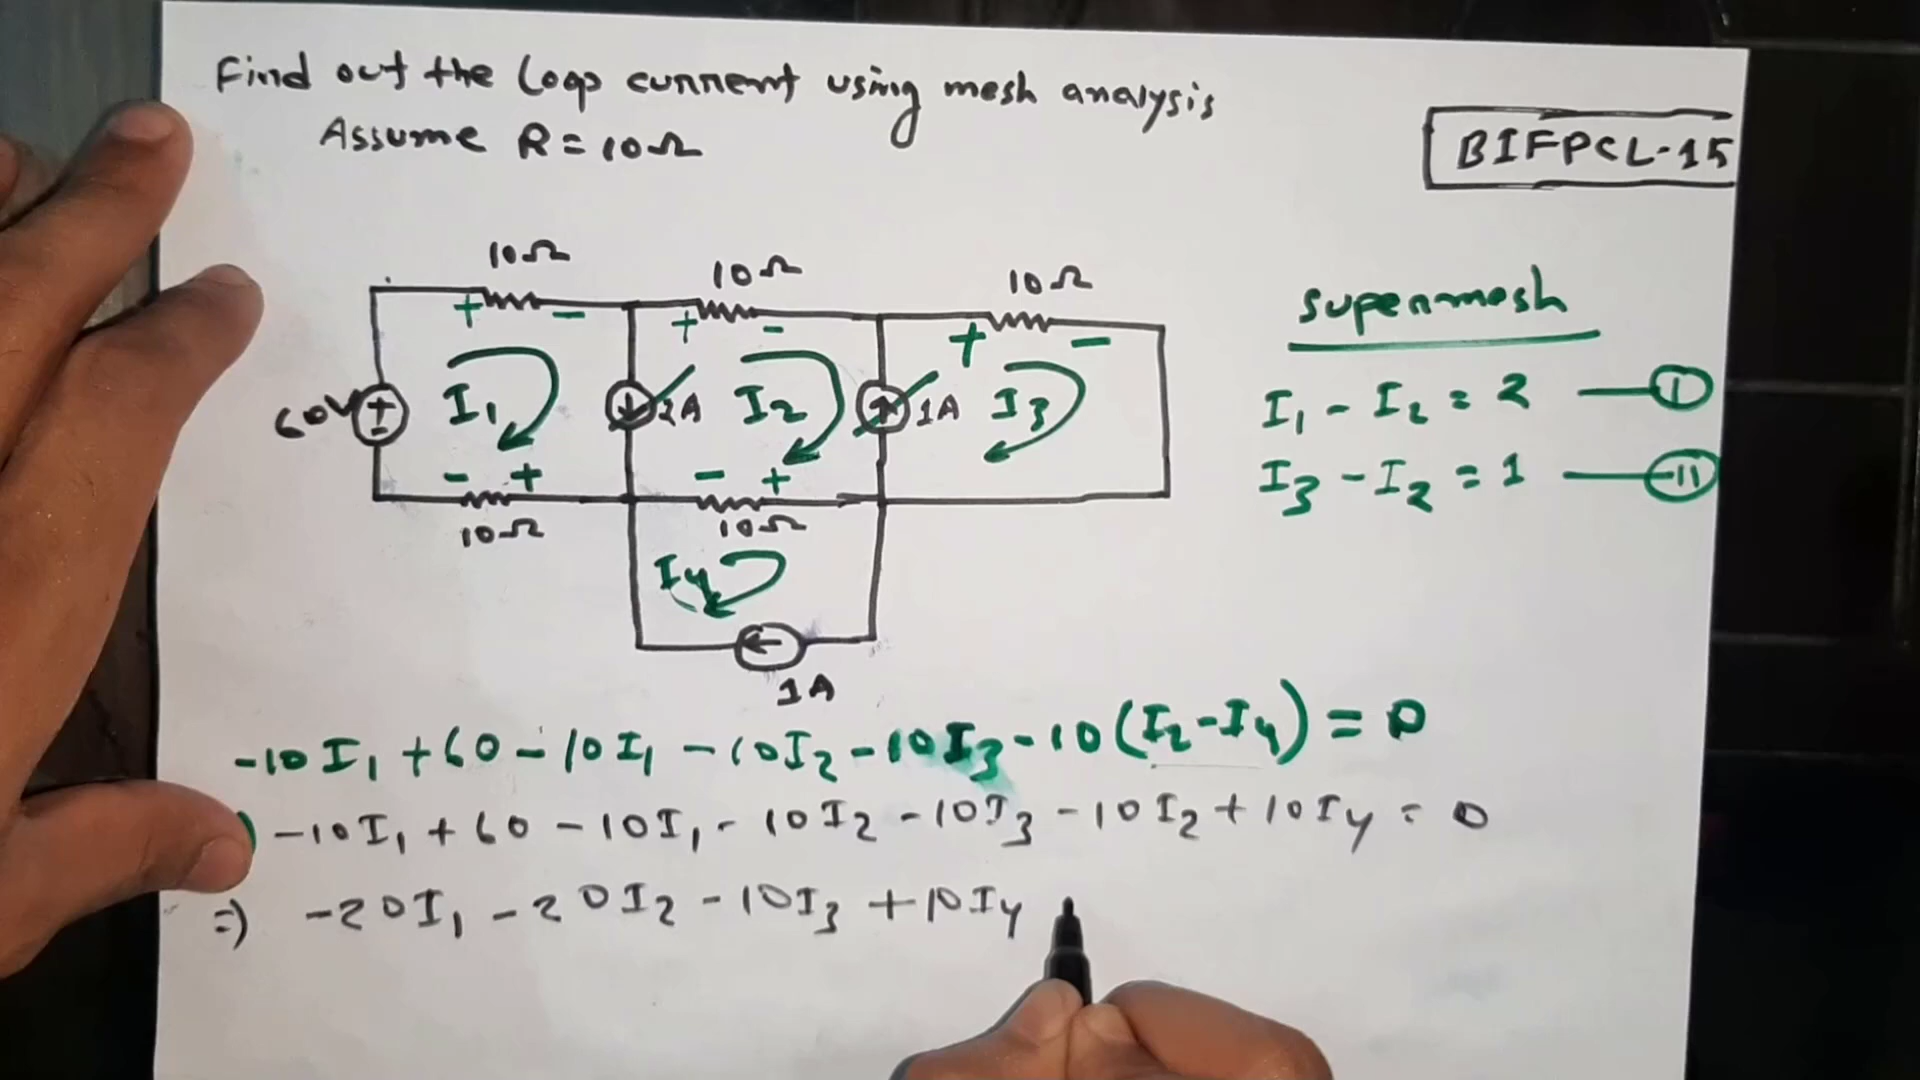 Find out the loop current using mesh analysis
Assume R = 10Ω
BIFPCL-15
10Ω
10Ω
10Ω
+ -
+ -
+ -
60V
I₁
2A
I₂
1A
I₃
- +
- +
10Ω
10Ω
I₄
1A
supermesh
I₁ - I₂ = 2 — I
I₃ - I₂ = 1 — II
-10I₁ + 60 - 10I₁ - 10I₂ - 10I₃ - 10(I₂ - I₄) = 0
-10I₁ + 60 - 10I₁ - 10I₂ - 10I₃ - 10I₂ + 10I₄ = 0
⇒ -20I₁ - 20I₂ - 10I₃ + 10I₄